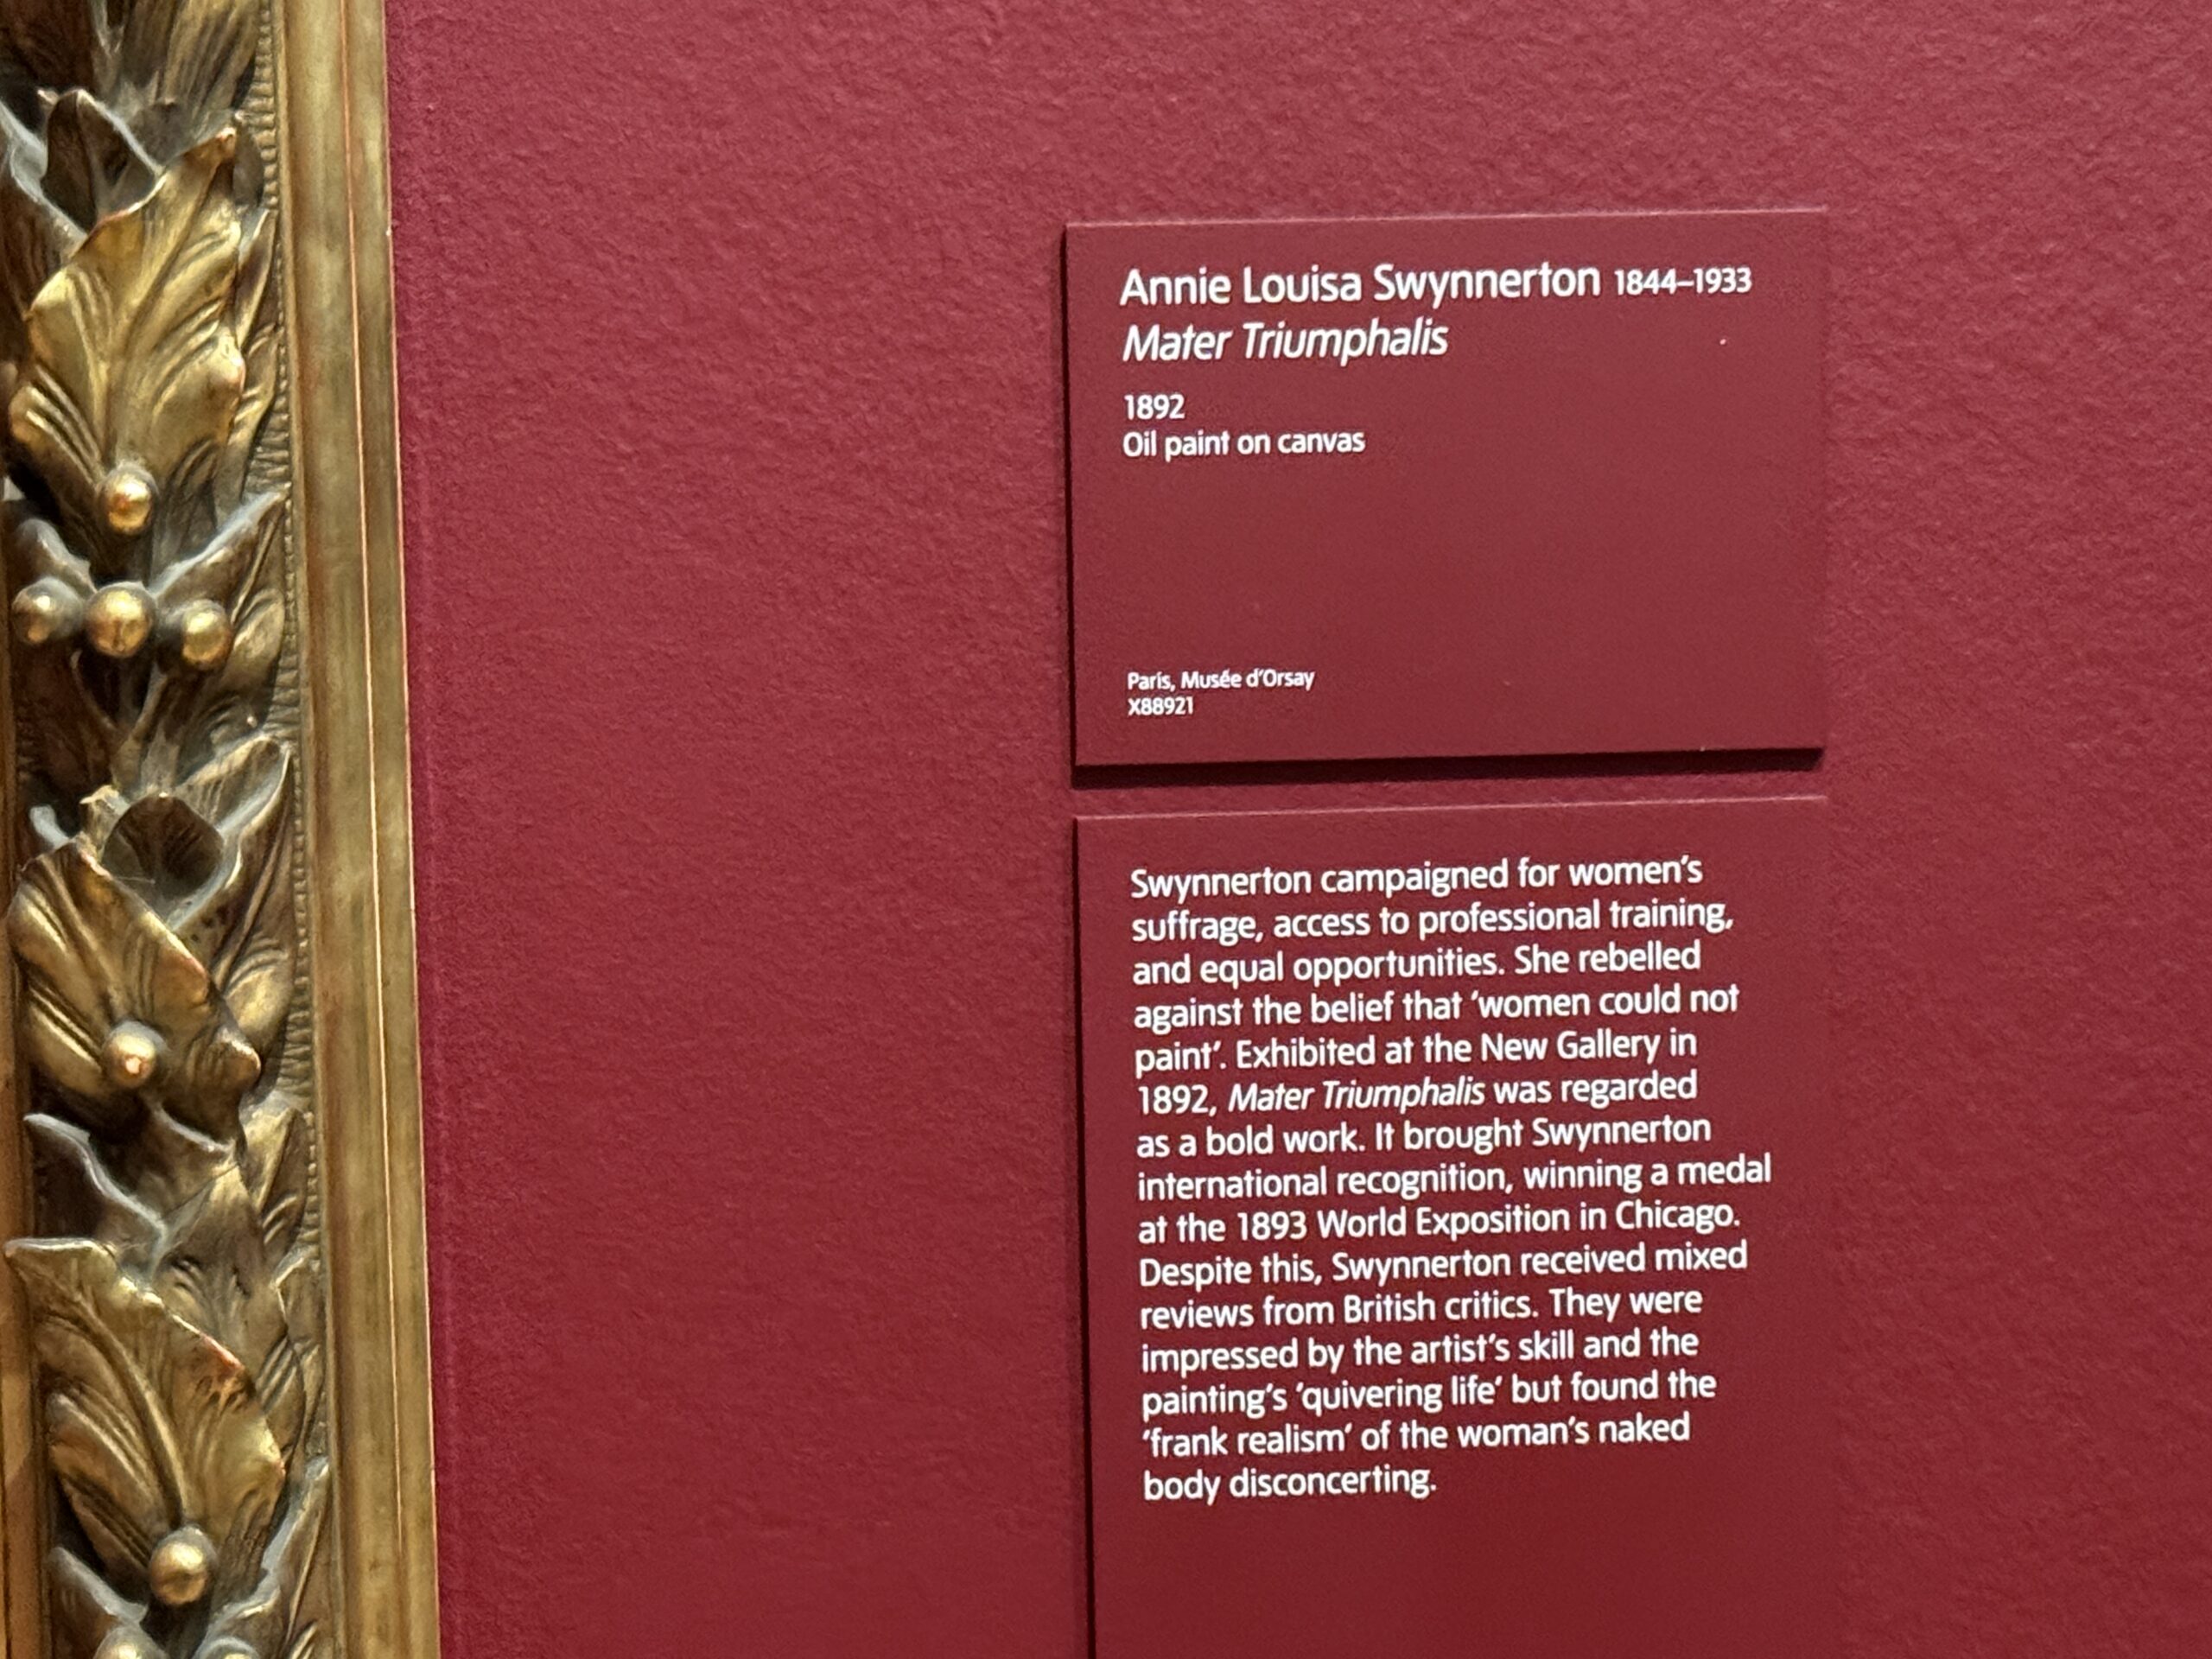 Annie Louisa Swynnerton 1844–1933
Mater Triumphalis
1892
Oil paint on canvas
Paris, Musée d'Orsay
X88921
Swynnerton campaigned for women's
suffrage, access to professional training,
and equal opportunities. She rebelled
against the belief that 'women could not
paint'. Exhibited at the New Gallery in
1892, Mater Triumphalis was regarded
as a bold work. It brought Swynnerton
international recognition, winning a medal
at the 1893 World Exposition in Chicago.
Despite this, Swynnerton received mixed
reviews from British critics. They were
impressed by the artist's skill and the
painting's 'quivering life' but found the
'frank realism' of the woman's naked
body disconcerting.